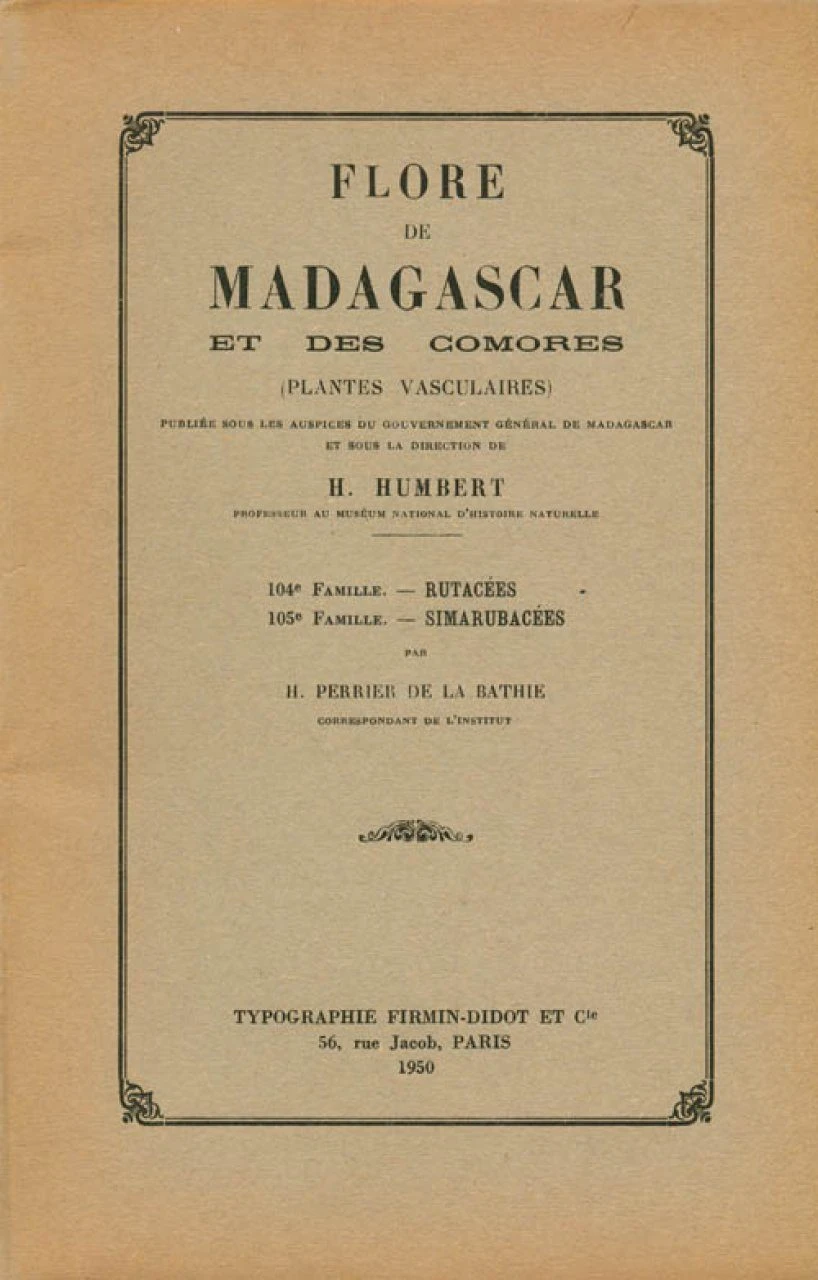 FLORE
DE
MADAGASCAR
ET DES COMORES
(PLANTES VASCULAIRES)
PUBLIÉE SOUS LES AUSPICES DU GOUVERNEMENT GÉNÉRAL DE MADAGASCAR
ET SOUS LA DIRECTION DE
H. HUMBERT
PROFESSEUR AU MUSÉUM NATIONAL D'HISTOIRE NATURELLE
104e FAMILLE. — RUTACÉES
105e FAMILLE. — SIMARUBACÉES
PAR
H. PERRIER DE LA BATHIE
CORRESPONDANT DE L'INSTITUT
TYPOGRAPHIE FIRMIN-DIDOT ET Cie
56, rue Jacob, PARIS
1950